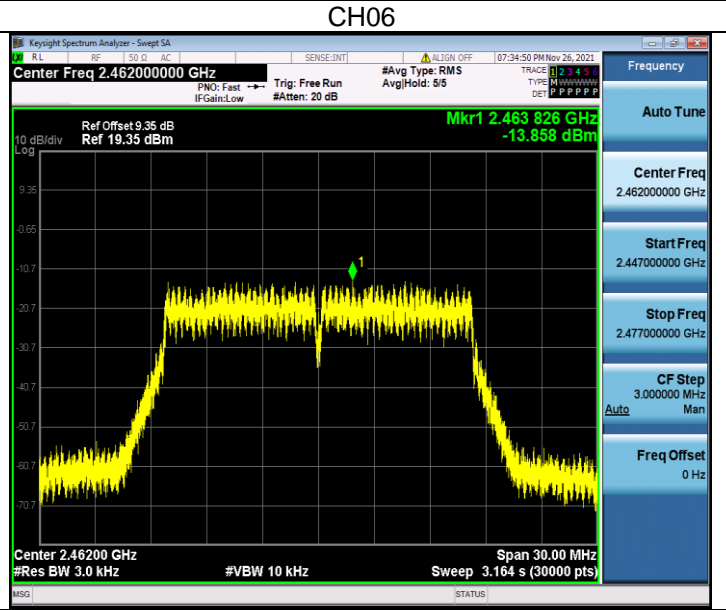 CH06
Keysight Spectrum Analyzer - Swept SA
RL RF 50 Ω AC SENSE:INT ALIGN OFF 07:34:50 PM Nov 26, 2021
Center Freq 2.462000000 GHz
PNO: Fast
IFGain:Low
Trig: Free Run
#Atten: 20 dB
#Avg Type: RMS
Avg|Hold: 5/5
TRACE 1 2 3 4 5 6
TYPE M W W W W W
DET P P P P P P
Ref Offset 9.35 dB
10 dB/div Ref 19.35 dBm
Log
Mkr1 2.463 826 GHz
-13.858 dBm
9.35
-0.65
-10.7
-20.7
-30.7
-40.7
-50.7
-60.7
-70.7
1
Center 2.46200 GHz
#Res BW 3.0 kHz
#VBW 10 kHz
Span 30.00 MHz
Sweep 3.164 s (30000 pts)
MSG
STATUS
Frequency
Auto Tune
Center Freq
2.462000000 GHz
Start Freq
2.447000000 GHz
Stop Freq
2.477000000 GHz
CF Step
3.000000 MHz
Auto Man
Freq Offset
0 Hz